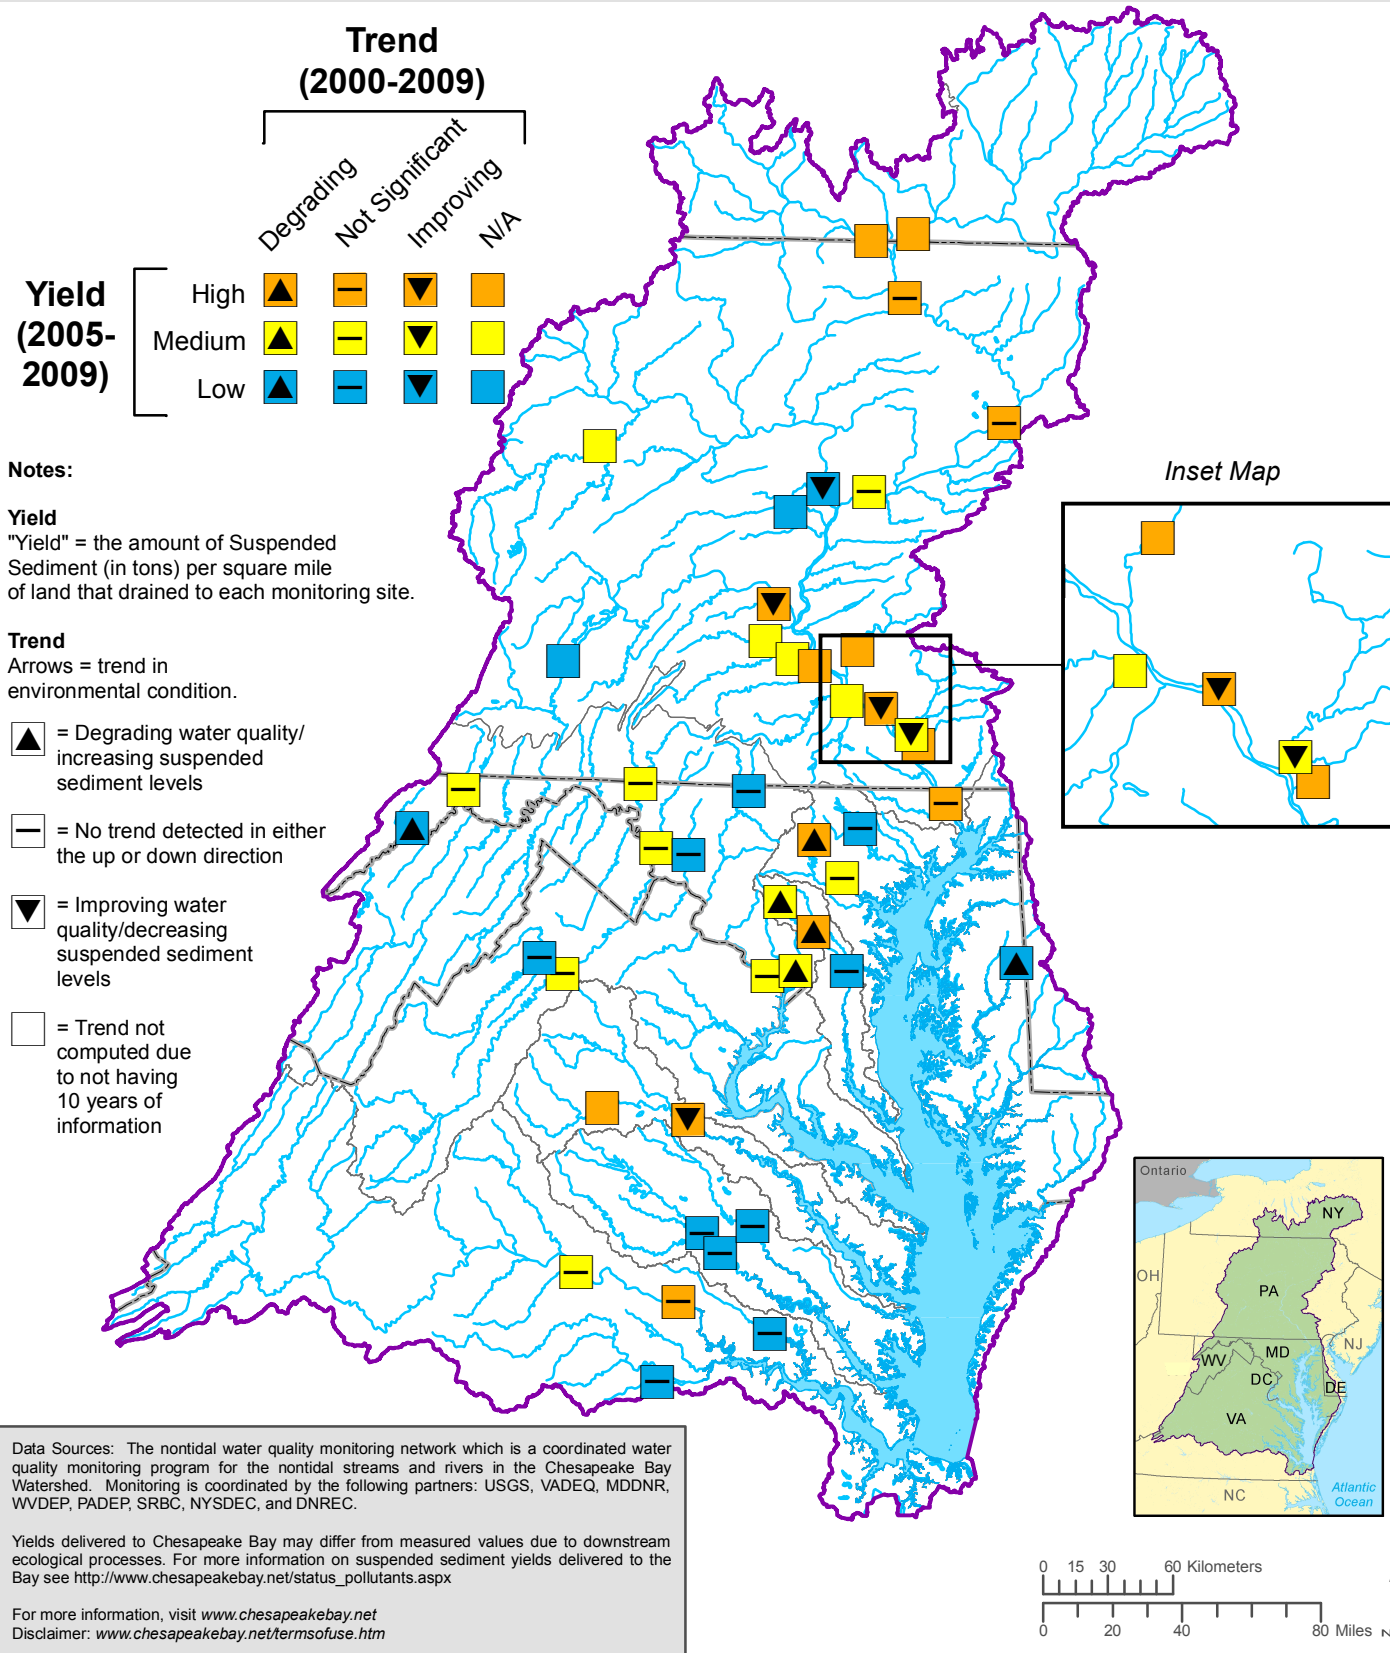 Trend
(2000-2009)
Degrading
Not Significant
Improving
N/A
Yield
(2005-
2009)
High
Medium
Low
Notes:
Yield
"Yield" = the amount of Suspended
Sediment (in tons) per square mile
of land that drained to each monitoring site.
Trend
Arrows = trend in
environmental condition.
= Degrading water quality/
increasing suspended
sediment levels
= No trend detected in either
the up or down direction
= Improving water
quality/decreasing
suspended sediment
levels
= Trend not
computed due
to not having
10 years of
information
Inset Map
Ontario
NY
OH
PA
NJ
MD
WV
DC
DE
VA
NC
Atlantic
Ocean
Data Sources: The nontidal water quality monitoring network which is a coordinated water
quality monitoring program for the nontidal streams and rivers in the Chesapeake Bay
Watershed. Monitoring is coordinated by the following partners: USGS, VADEQ, MDDNR,
WVDEP, PADEP, SRBC, NYSDEC, and DNREC.
Yields delivered to Chesapeake Bay may differ from measured values due to downstream
ecological processes. For more information on suspended sediment yields delivered to the
Bay see http://www.chesapeakebay.net/status_pollutants.aspx
For more information, visit www.chesapeakebay.net
Disclaimer: www.chesapeakebay.net/termsofuse.htm
0 15 30 60 Kilometers
0 20 40 80 Miles